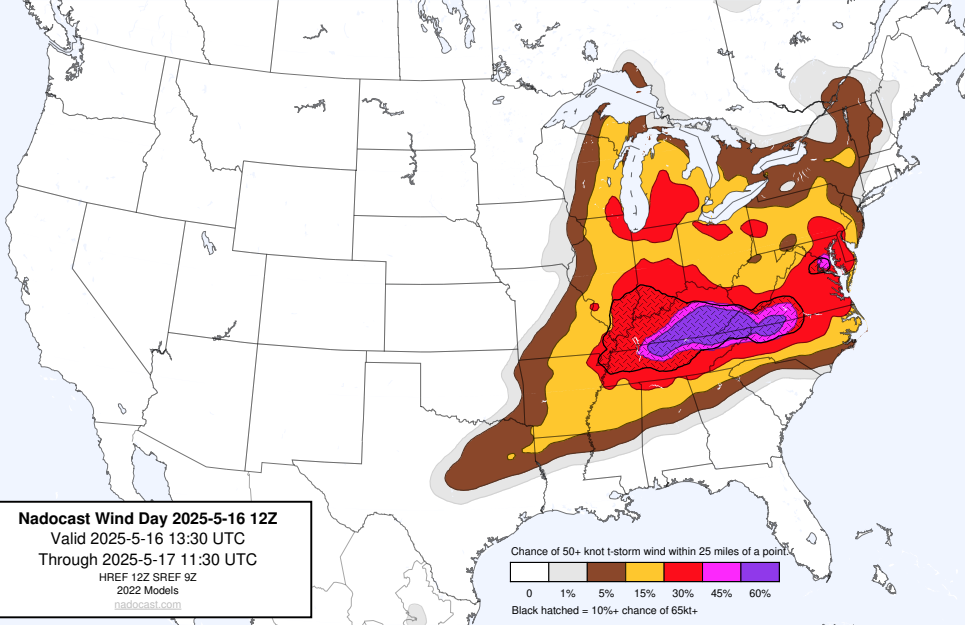 Nadocast Wind Day 2025-5-16 12Z
Valid 2025-5-16 13:30 UTC
Through 2025-5-17 11:30 UTC
HREF 12Z SREF 9Z
2022 Models
nadocast.com
Chance of 50+ knot t-storm wind within 25 miles of a point.
0 1% 5% 15% 30% 45% 60%
Black hatched = 10%+ chance of 65kt+